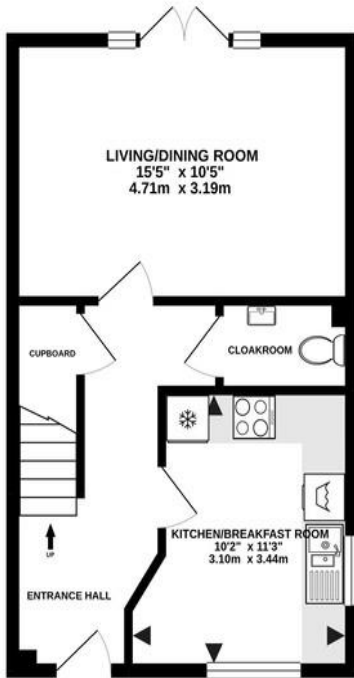 LIVING/DINING ROOM
15'5" x 10'5"
4.71m x 3.19m
CUPBOARD
CLOAKROOM
KITCHEN/BREAKFAST ROOM
10'2" x 11'3"
3.10m x 3.44m
UP
ENTRANCE HALL